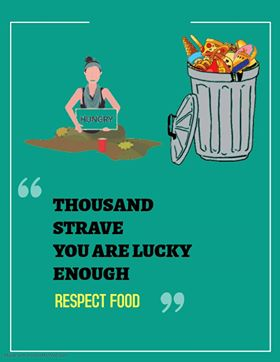 HUNGRY
“
THOUSAND
STRAVE
YOU ARE LUCKY
ENOUGH
RESPECT FOOD
”